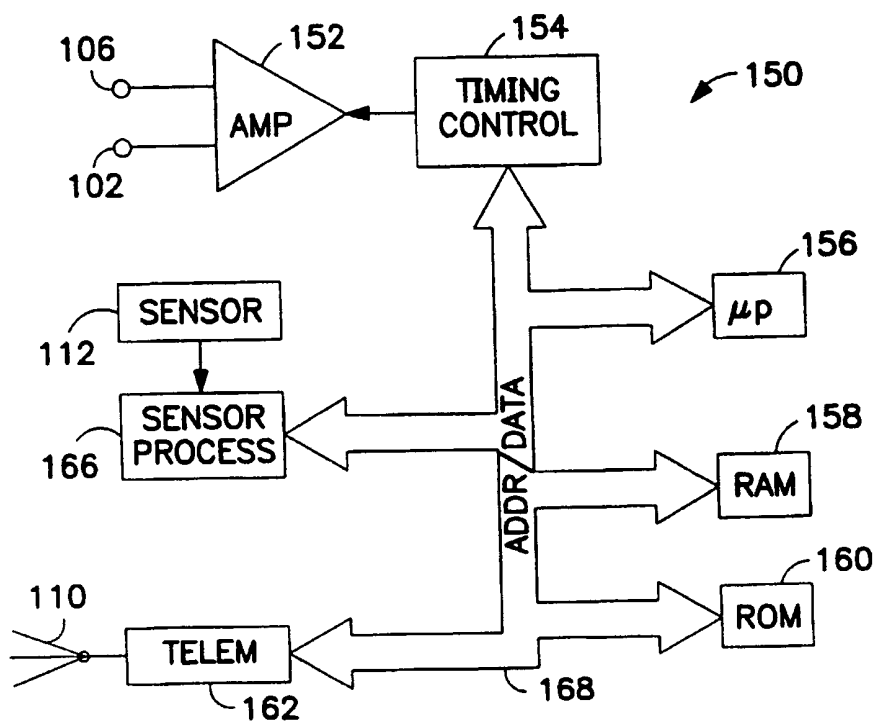 152
154
106
150
TIMING
CONTROL
AMP
102
156
SENSOR
μp
112
ADDR/DATA
158
SENSOR
PROCESS
166
RAM
160
110
ROM
TELEM
162
168